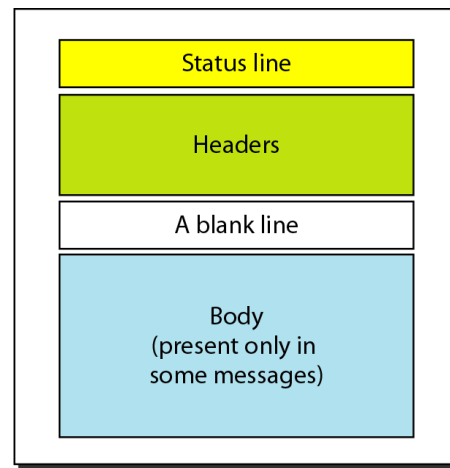 Status line
Headers
A blank line
Body
(present only in
some messages)